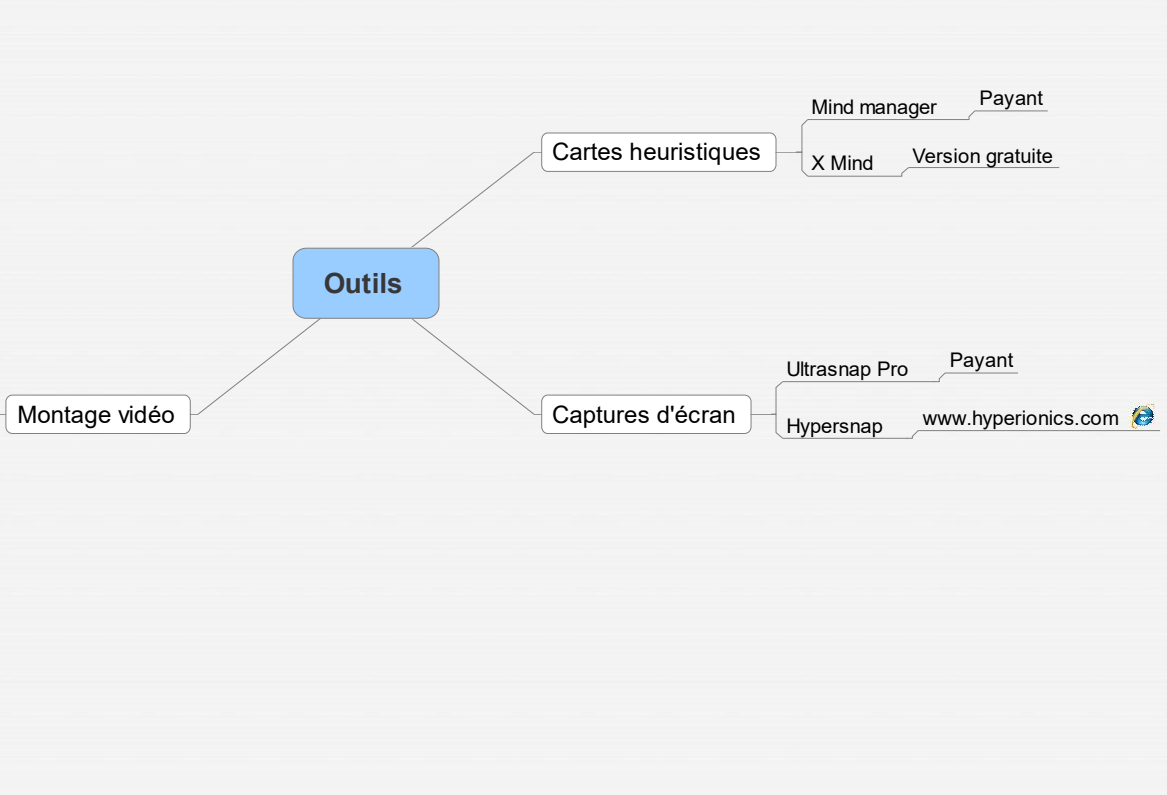 Outils
Cartes heuristiques
Mind manager
Payant
X Mind
Version gratuite
Captures d'écran
Ultrasnap Pro
Payant
Hypersnap
www.hyperionics.com
Montage vidéo